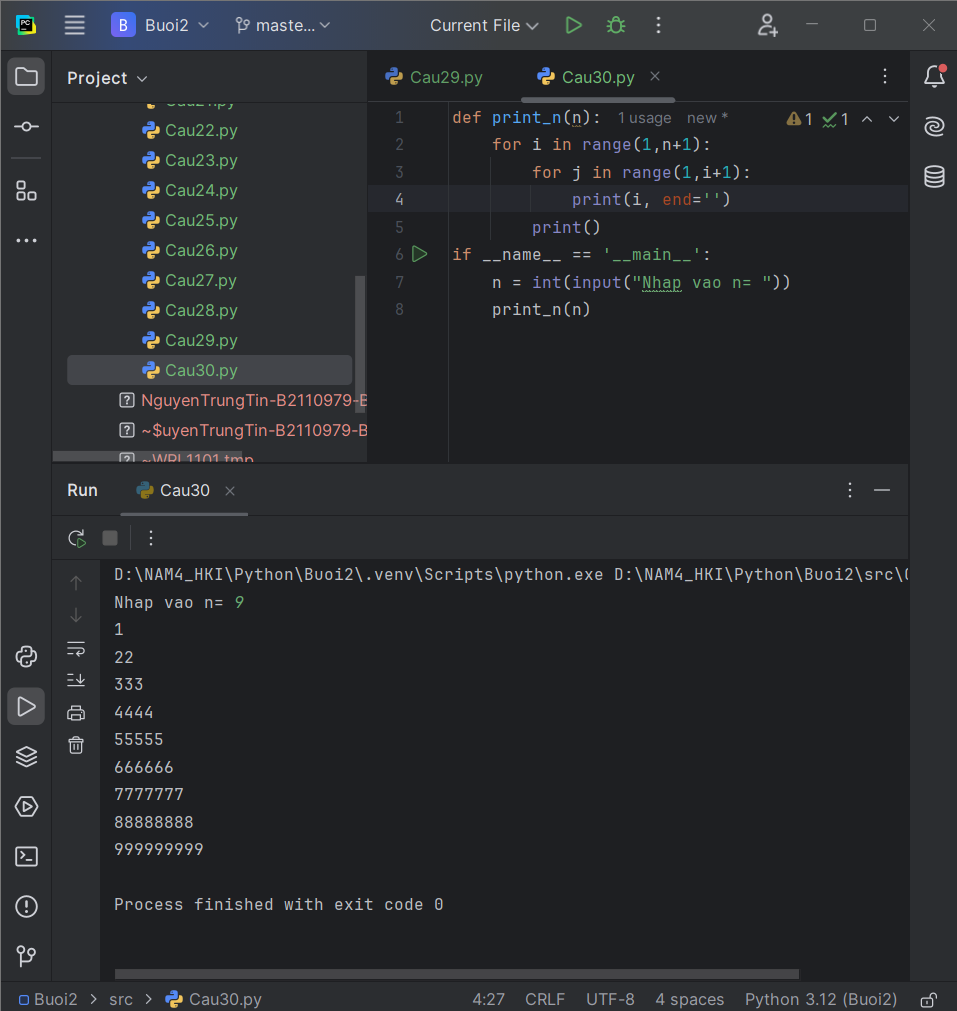 PC
B Buoi2 maste... Current File
Project
Cau29.py Cau30.py
Cau21.py
Cau22.py
Cau23.py
Cau24.py
Cau25.py
Cau26.py
Cau27.py
Cau28.py
Cau29.py
Cau30.py
NguyenTrungTin-B2110979-B
~$uyenTrungTin-B2110979-B
~WRL1101.tmp
1 def print_n(n): 1 usage new * 1 1
2 for i in range(1,n+1):
3 for j in range(1,i+1):
4 print(i, end='')
5 print()
6 if __name__ == '__main__':
7 n = int(input("Nhap vao n= "))
8 print_n(n)
Run Cau30
D:\NAM4_HKI\Python\Buoi2\.venv\Scripts\python.exe D:\NAM4_HKI\Python\Buoi2\src\
Nhap vao n= 9
1
22
333
4444
55555
666666
7777777
88888888
999999999
Process finished with exit code 0
Buoi2 > src > Cau30.py 4:27 CRLF UTF-8 4 spaces Python 3.12 (Buoi2)